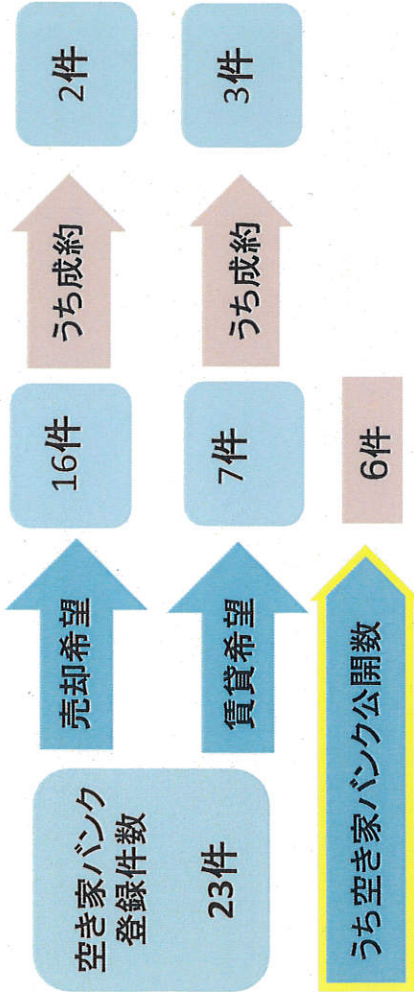 空き家バンク
登録件数
23件
売却希望
16件
うち成約
2件
賃貸希望
7件
うち成約
3件
うち空き家バンク公開数
6件